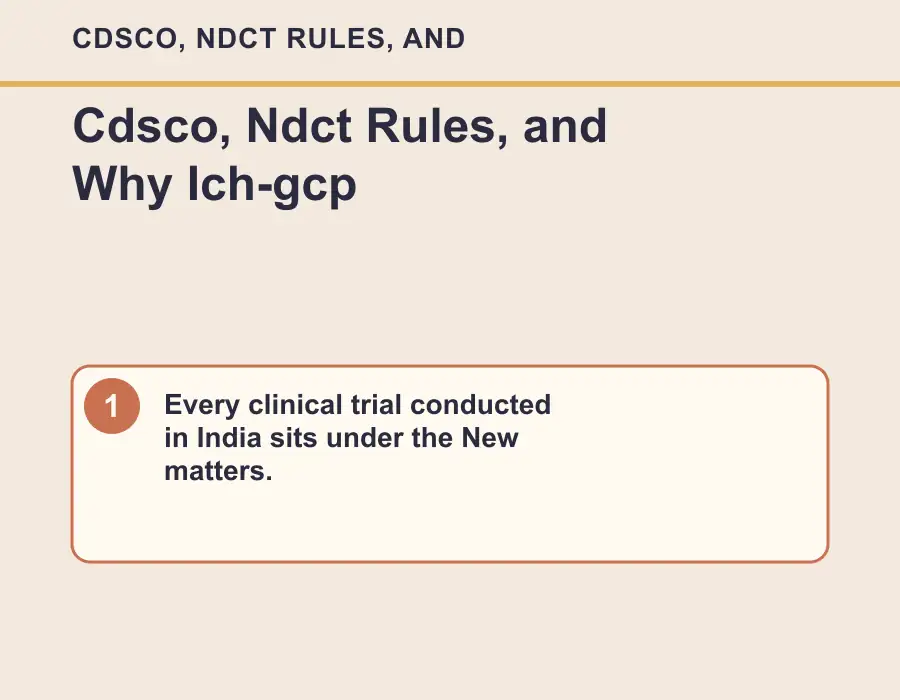 CDSCO, NDCT RULES, AND
Cdsco, Ndct Rules, and
Why Ich-gcp
1
Every clinical trial conducted
in India sits under the New
matters.